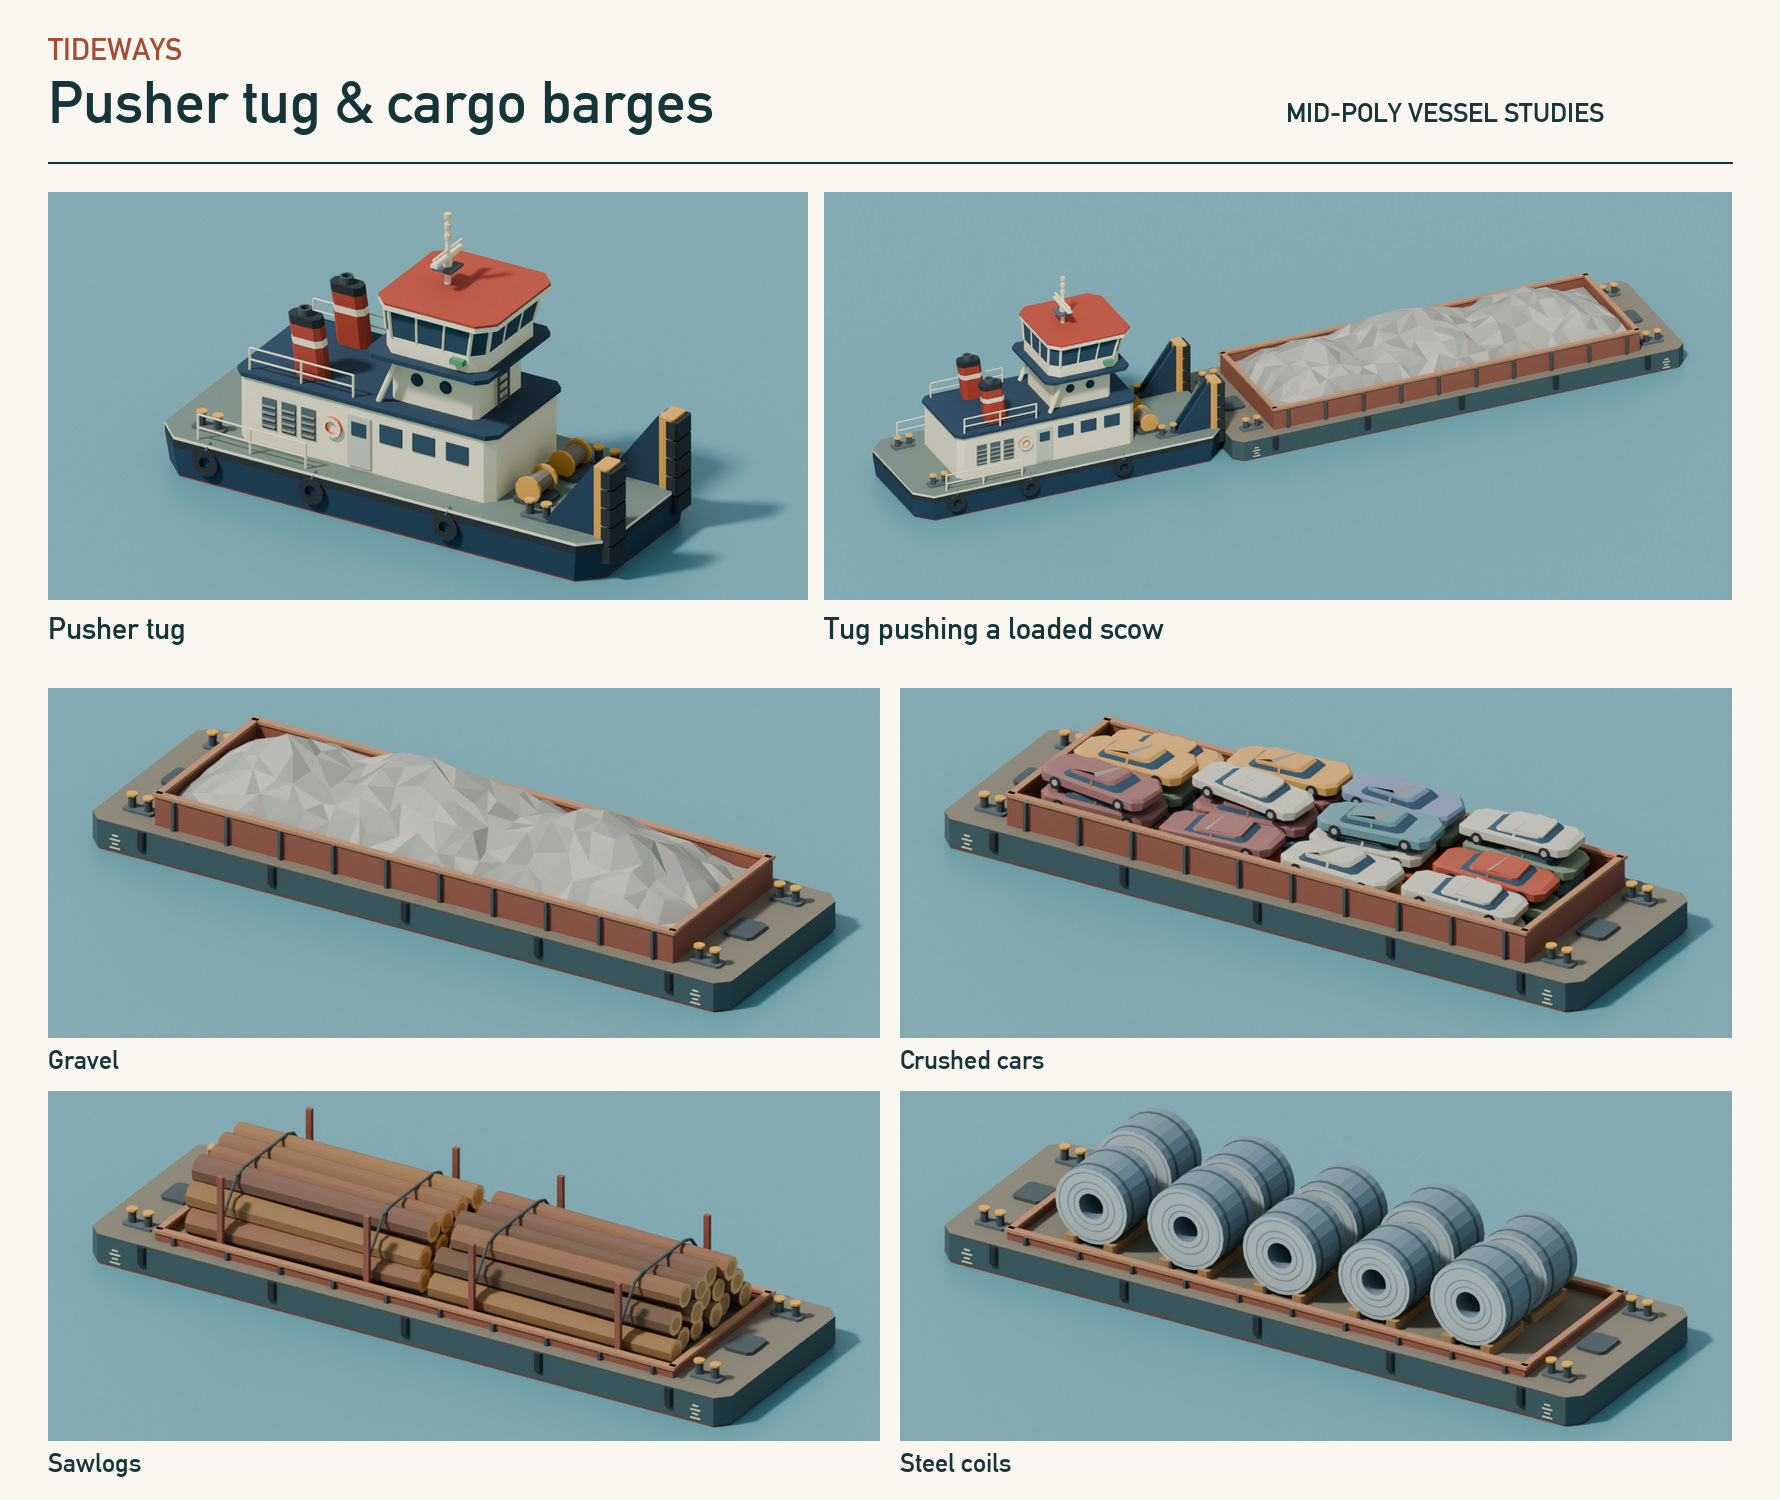 TIDEWAYS
Pusher tug & cargo barges
MID-POLY VESSEL STUDIES
Pusher tug
Tug pushing a loaded scow
Gravel
Crushed cars
Sawlogs
Steel coils